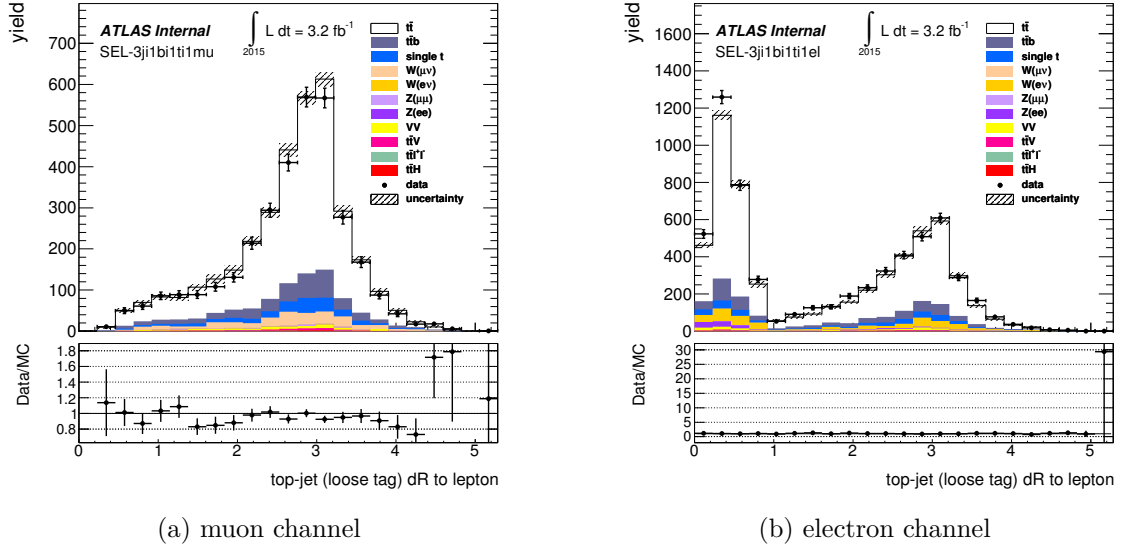 yield
ATLAS Internal
∫ L dt = 3.2 fb⁻¹
2015
SEL-3ji1bi1ti1mu
tt̄
tt̄b
single t
W(μν)
W(eν)
Z(μμ)
Z(ee)
VV
tt̄V
tt̄l⁺l⁻
tt̄H
data
uncertainty
700
600
500
400
300
200
100
0
Data/MC
1.8
1.6
1.4
1.2
1
0.8
0 1 2 3 4 5
top-jet (loose tag) dR to lepton
(a) muon channel
yield
ATLAS Internal
∫ L dt = 3.2 fb⁻¹
2015
SEL-3ji1bi1ti1el
tt̄
tt̄b
single t
W(μν)
W(eν)
Z(μμ)
Z(ee)
VV
tt̄V
tt̄l⁺l⁻
tt̄H
data
uncertainty
1600
1400
1200
1000
800
600
400
200
0
Data/MC
30
25
20
15
10
5
0
0 1 2 3 4 5
top-jet (loose tag) dR to lepton
(b) electron channel